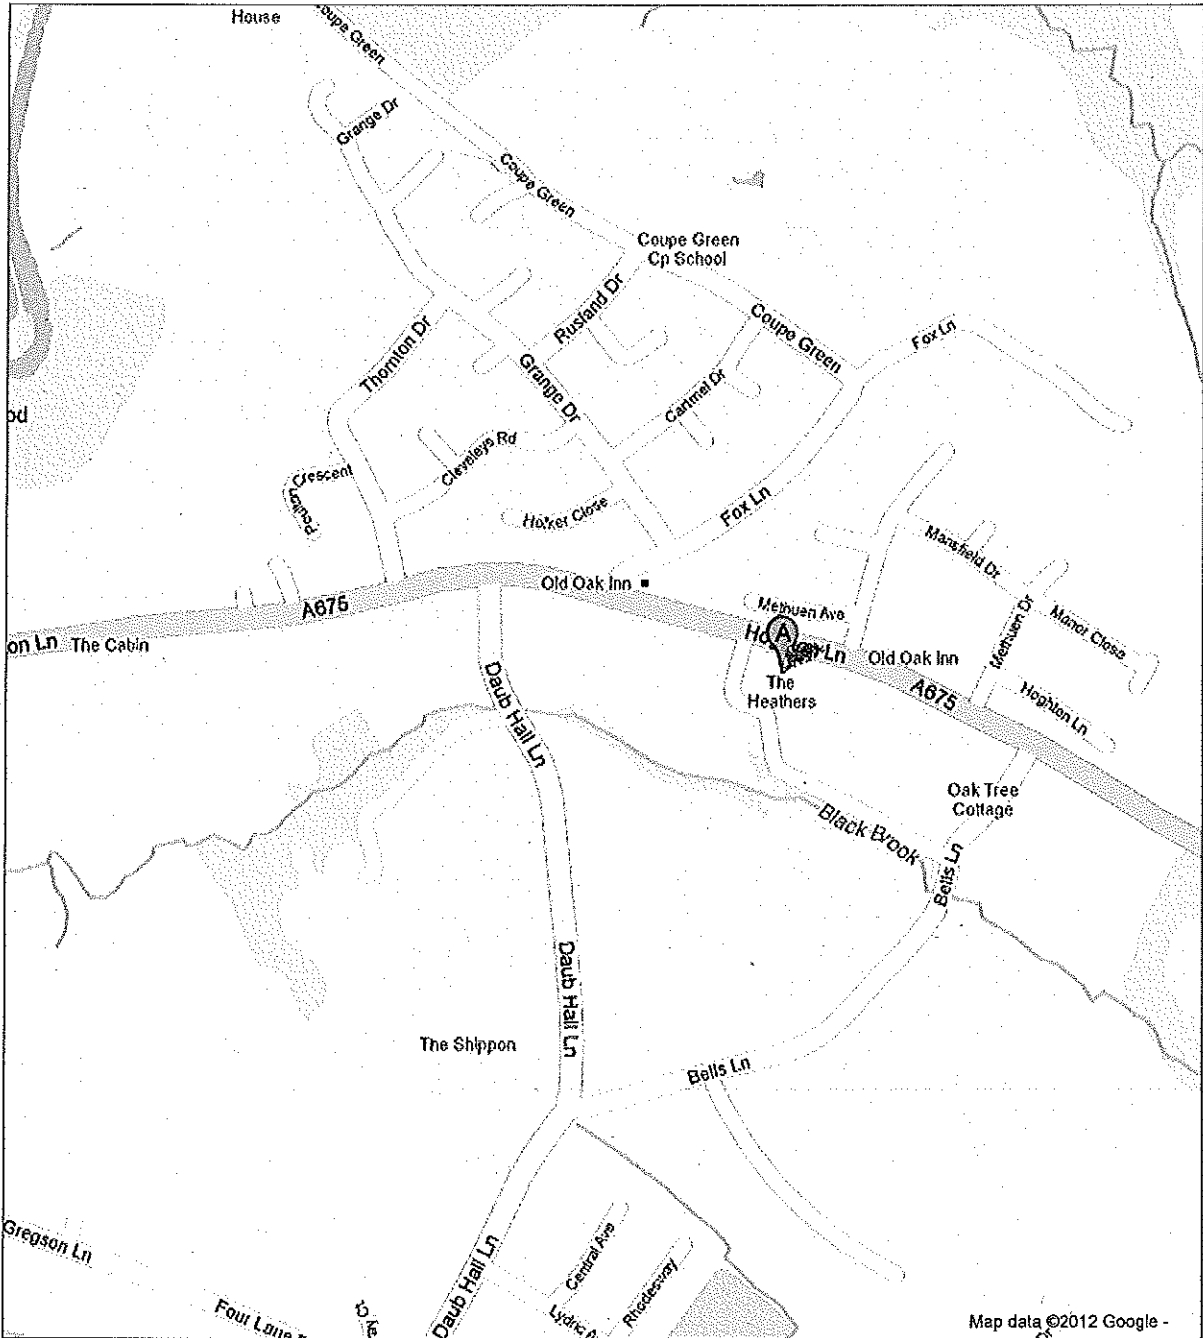 House
Coupe Green
Grange Dr
Coupe Green
Coupe Green
Cp School
Rusland Dr
Coupe Green
Fox Ln
Thornton Dr
Grange Dr
Cartmel Dr
Cleveleys Rd
Crescent
Poulton
Holker Close
Fox Ln
Mansfield Dr
Old Oak Inn
A675
Methuen Ave
Methuen Dr
Manor Close
on Ln
The Cabin
A
Ln
Old Oak Inn
The
Heathers
A675
Hoghton Ln
Daub Hall Ln
Oak Tree
Cottage
Black Brook
Bells Ln
Daub Hall Ln
The Shippon
Bells Ln
Gregson Ln
Daub Hall Ln
Central Ave
Rhodesway
Four Lane
Map data ©2012 Google -